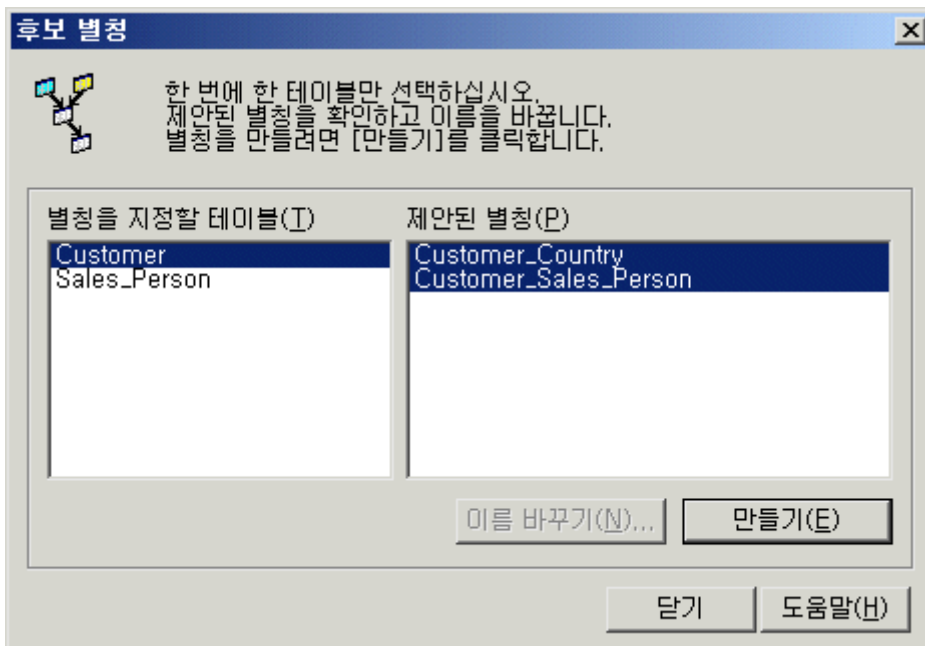 후보 별칭
한 번에 한 테이블만 선택하십시오.
제안된 별칭을 확인하고 이름을 바꿉니다.
별칭을 만들려면 [만들기]를 클릭합니다.
별칭을 지정할 테이블(T)
제안된 별칭(P)
Customer
Sales_Person
Customer_Country
Customer_Sales_Person
이름 바꾸기(N)...
만들기(E)
닫기
도움말(H)